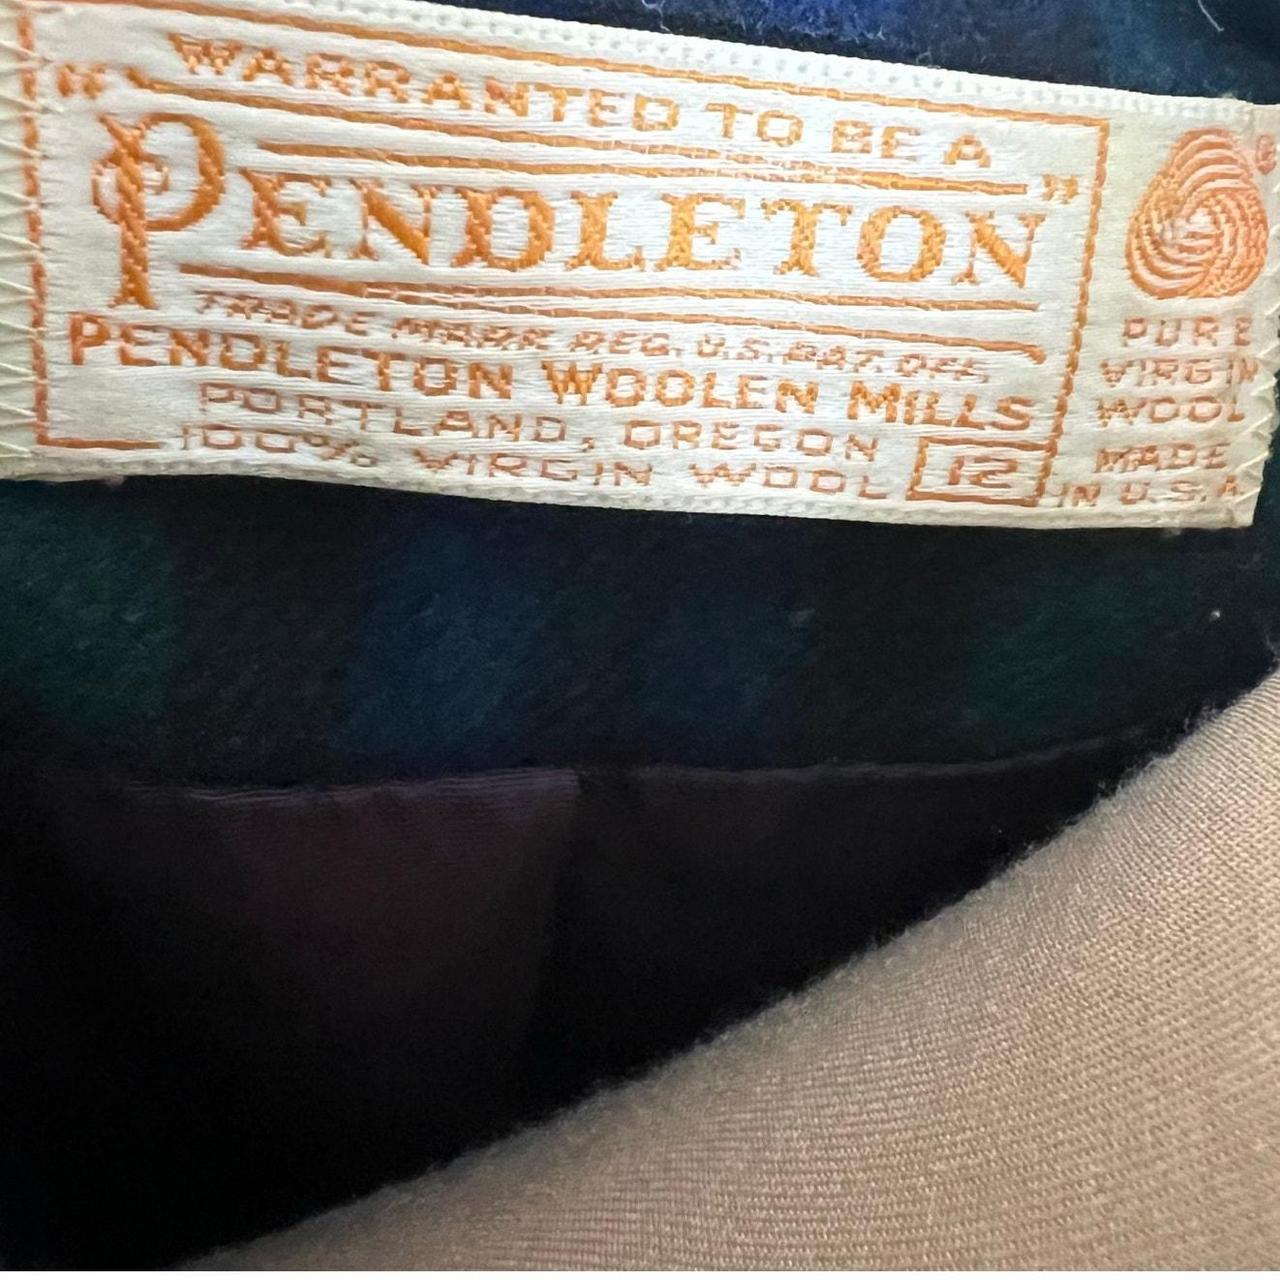 WARRANTED TO BE A
"PENDLETON"
TRADE MARK REG. U.S. PAT. OFF.
PENDLETON WOOLEN MILLS
PORTLAND, OREGON
100% VIRGIN WOOL
12
®
PURE
VIRGIN
WOOL
MADE
IN U.S.A